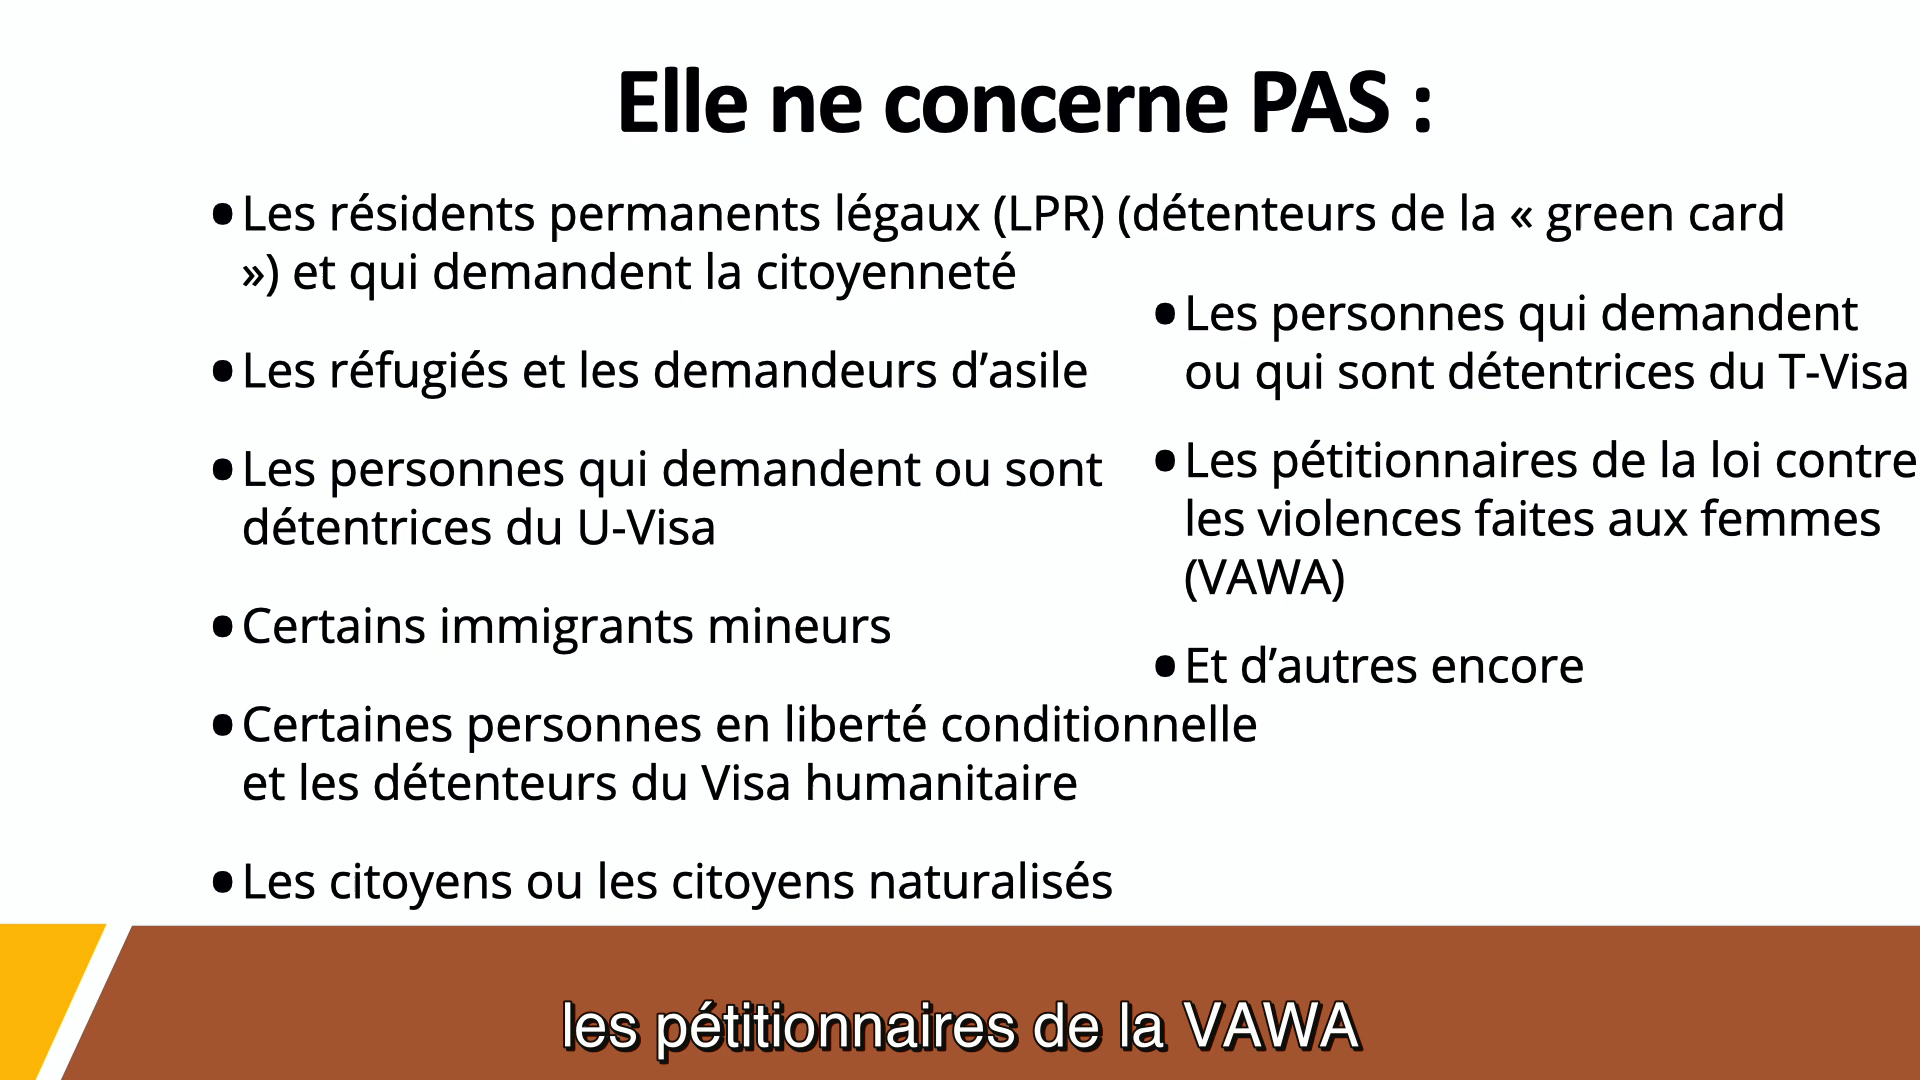 Elle ne concerne PAS :
•Les résidents permanents légaux (LPR) (détenteurs de la « green card
») et qui demandent la citoyenneté
•Les réfugiés et les demandeurs d’asile
•Les personnes qui demandent ou sont
détentrices du U-Visa
•Certains immigrants mineurs
•Certaines personnes en liberté conditionnelle
et les détenteurs du Visa humanitaire
•Les citoyens ou les citoyens naturalisés
•Les personnes qui demandent
ou qui sont détentrices du T-Visa
•Les pétitionnaires de la loi contre
les violences faites aux femmes
(VAWA)
•Et d’autres encore
les pétitionnaires de la VAWA